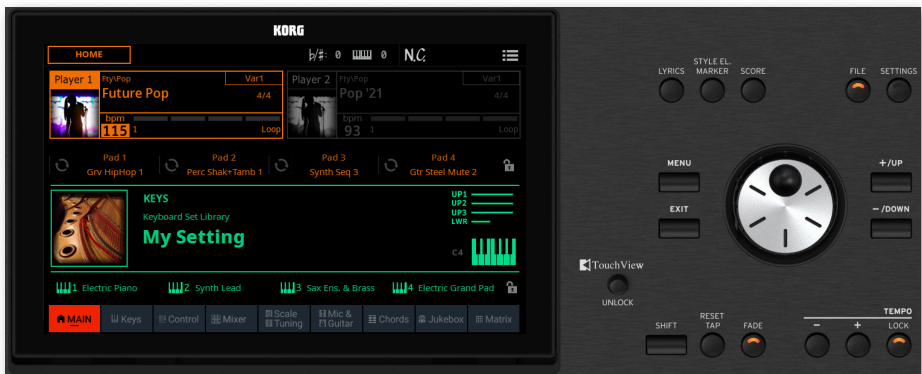 KORG
HOME
♭/♯: 0 0 N.C.
Player 1 Fty\Pop Var1
Future Pop 4/4
bpm
115 1 Loop
Player 2 Fty\Pop Var1
Pop '21 4/4
bpm
93 1 Loop
Pad 1
Grv HipHop 1
Pad 2
Perc Shak+Tamb 1
Pad 3
Synth Seq 3
Pad 4
Gtr Steel Mute 2
KEYS
Keyboard Set Library
My Setting
UP1
UP2
UP3
LWR
C4
1 Electric Piano
2 Synth Lead
3 Sax Ens. & Brass
4 Electric Grand Pad
MAIN
Keys
Control
Mixer
Scale
Tuning
Mic &
Guitar
Chords
Jukebox
Matrix
LYRICS
STYLE EL.
MARKER
SCORE
FILE
SETTINGS
MENU
EXIT
+/UP
−/DOWN
TouchView
UNLOCK
SHIFT
RESET
TAP
FADE
TEMPO
−
+
LOCK